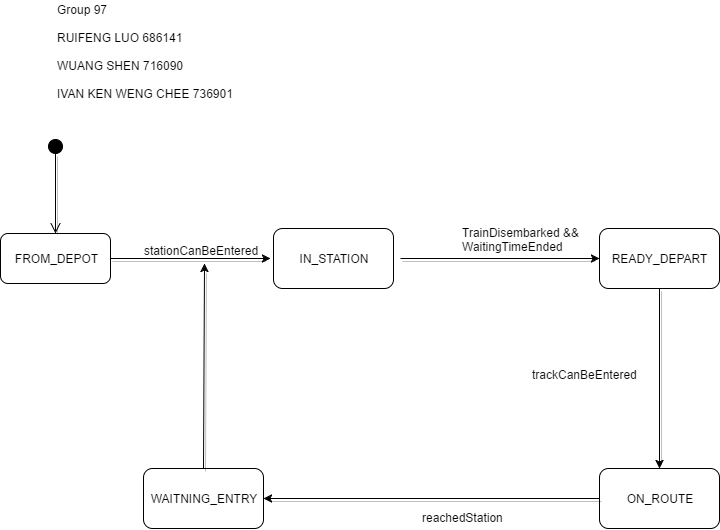 Group 97
RUIFENG LUO 686141
WUANG SHEN 716090
IVAN KEN WENG CHEE 736901
TrainDisembarked &&
WaitingTimeEnded
stationCanBeEntered
FROM_DEPOT
IN_STATION
READY_DEPART
trackCanBeEntered
WAITNING_ENTRY
ON_ROUTE
reachedStation